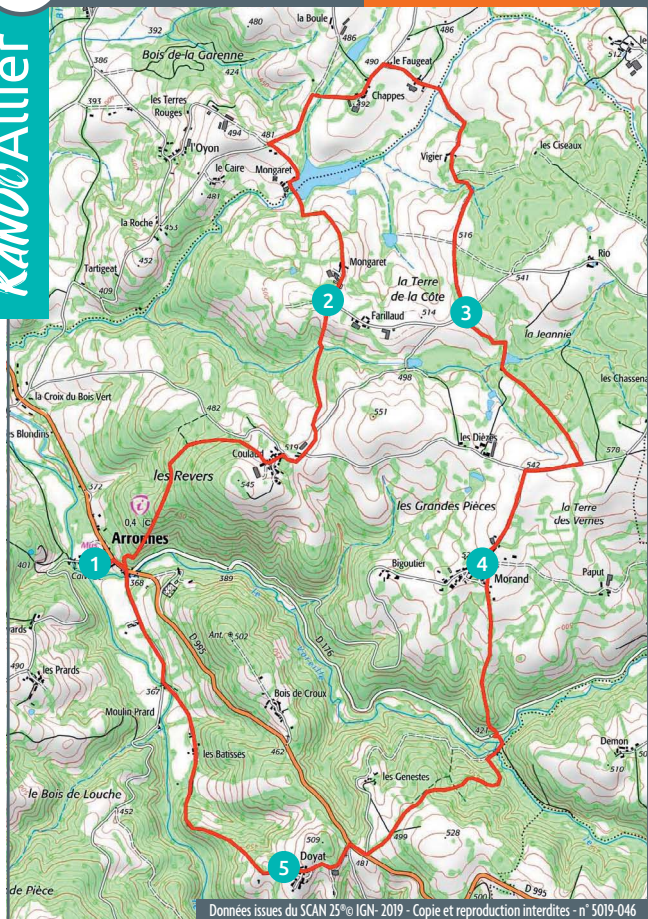 RANDO Allier
la Boule
480
486
392
Bois de la Garenne
386
424
490
le Faugeat
486
512
393
les Terres
Rouges
494
481
492
Chappes
l'Oyon
le Caire
Mongaret
Vigier
les Ciseaux
481
la Roche
453
452
516
Tartigeat
409
Mongaret
la Terre
de la Côte
541
Rio
2
Farillaud
514
3
la Jeannie
498
les Chassena
la Croix du Bois Vert
482
551
s Blondins
519
Coulaud
les Dièzes
570
542
les Revers
545
372
les Grandes Pièces
la Terre
des Vernes
0,4
Arronnes
1
401
368
389
Bigoutier
4
Morand
Paput
D 995
D 176
Ant.
502
ards
490
les Prards
367
Moulin Prard
Bois de Croux
421
Demon
510
les Batisses
462
les Genestes
le Bois de Louche
452
509
499
528
5
Doyat
481
de Pièce
500
D 995
Données issues du SCAN 25®© IGN- 2019 - Copie et reproduction interdites - n° 5019-046